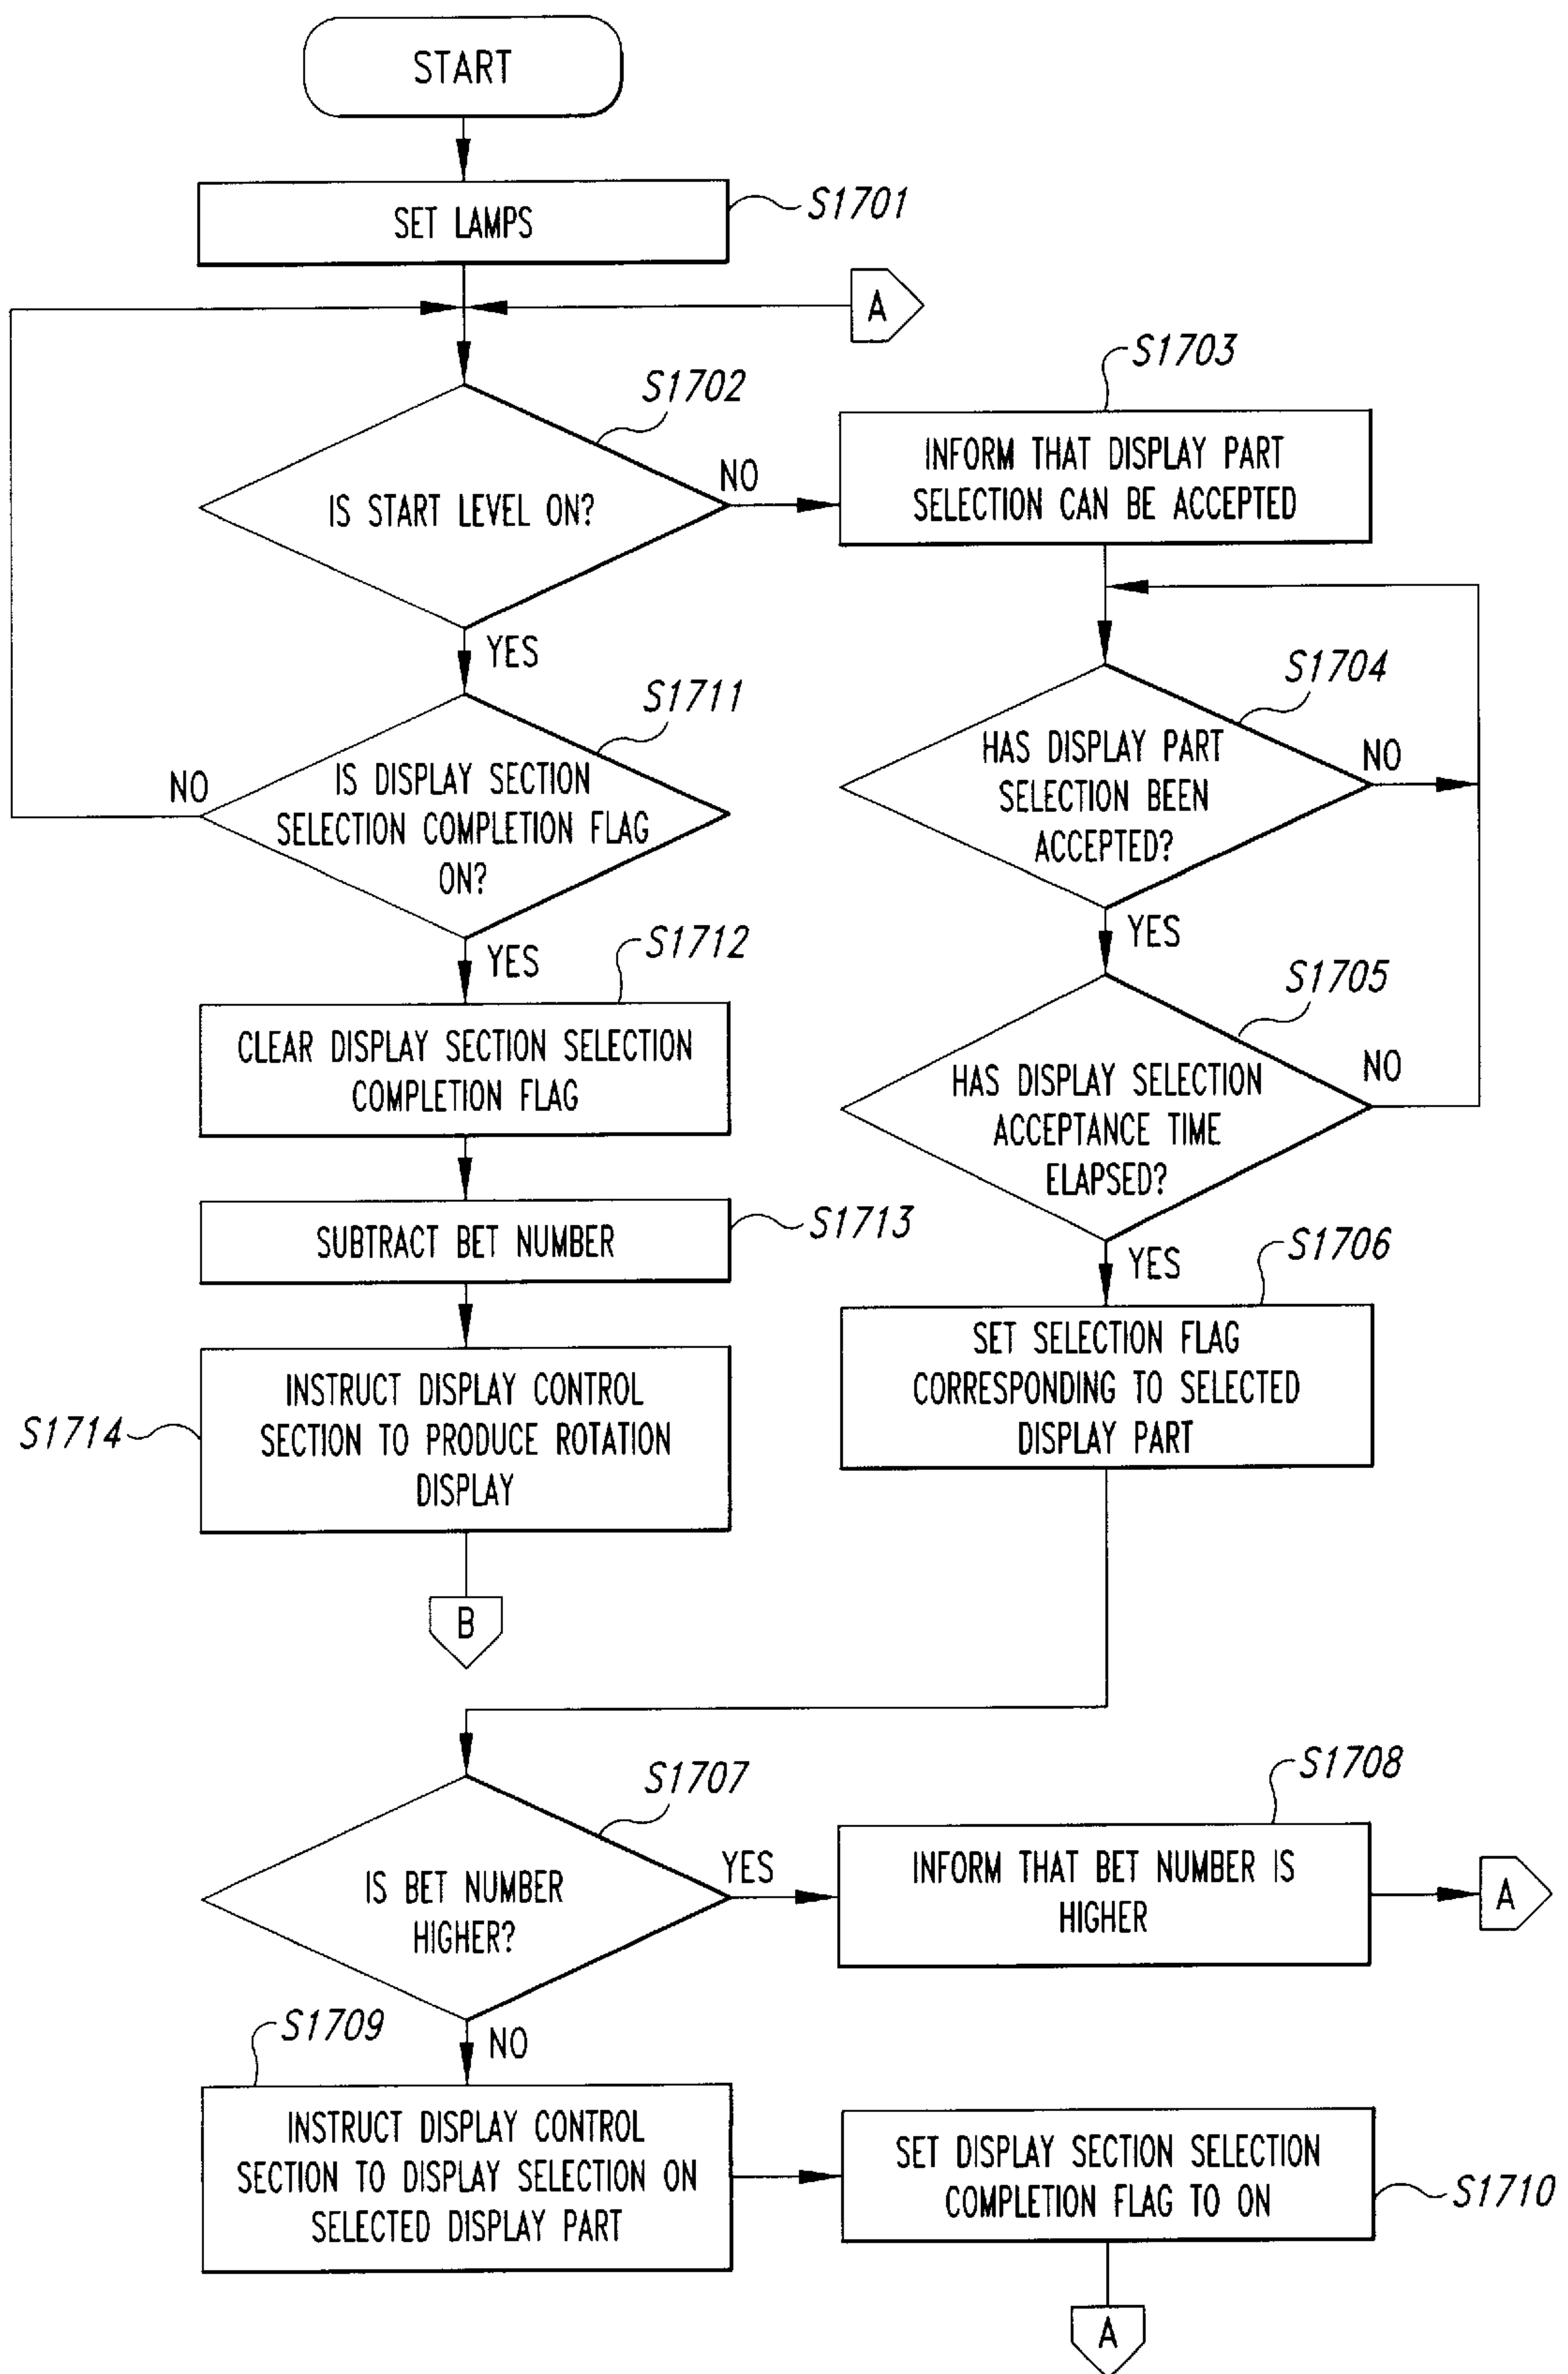 START
SET LAMPS
S1701
A
S1702
IS START LEVEL ON?
NO
YES
S1703
INFORM THAT DISPLAY PART
SELECTION CAN BE ACCEPTED
S1704
HAS DISPLAY PART
SELECTION BEEN
ACCEPTED?
NO
YES
S1705
HAS DISPLAY SELECTION
ACCEPTANCE TIME
ELAPSED?
NO
YES
S1706
SET SELECTION FLAG
CORRESPONDING TO SELECTED
DISPLAY PART
S1711
IS DISPLAY SECTION
SELECTION COMPLETION FLAG
ON?
NO
YES
S1712
CLEAR DISPLAY SECTION SELECTION
COMPLETION FLAG
SUBTRACT BET NUMBER
S1713
INSTRUCT DISPLAY CONTROL
SECTION TO PRODUCE ROTATION
DISPLAY
S1714
B
S1707
IS BET NUMBER
HIGHER?
YES
NO
S1708
INFORM THAT BET NUMBER IS
HIGHER
A
S1709
INSTRUCT DISPLAY CONTROL
SECTION TO DISPLAY SELECTION ON
SELECTED DISPLAY PART
SET DISPLAY SECTION SELECTION
COMPLETION FLAG TO ON
S1710
A